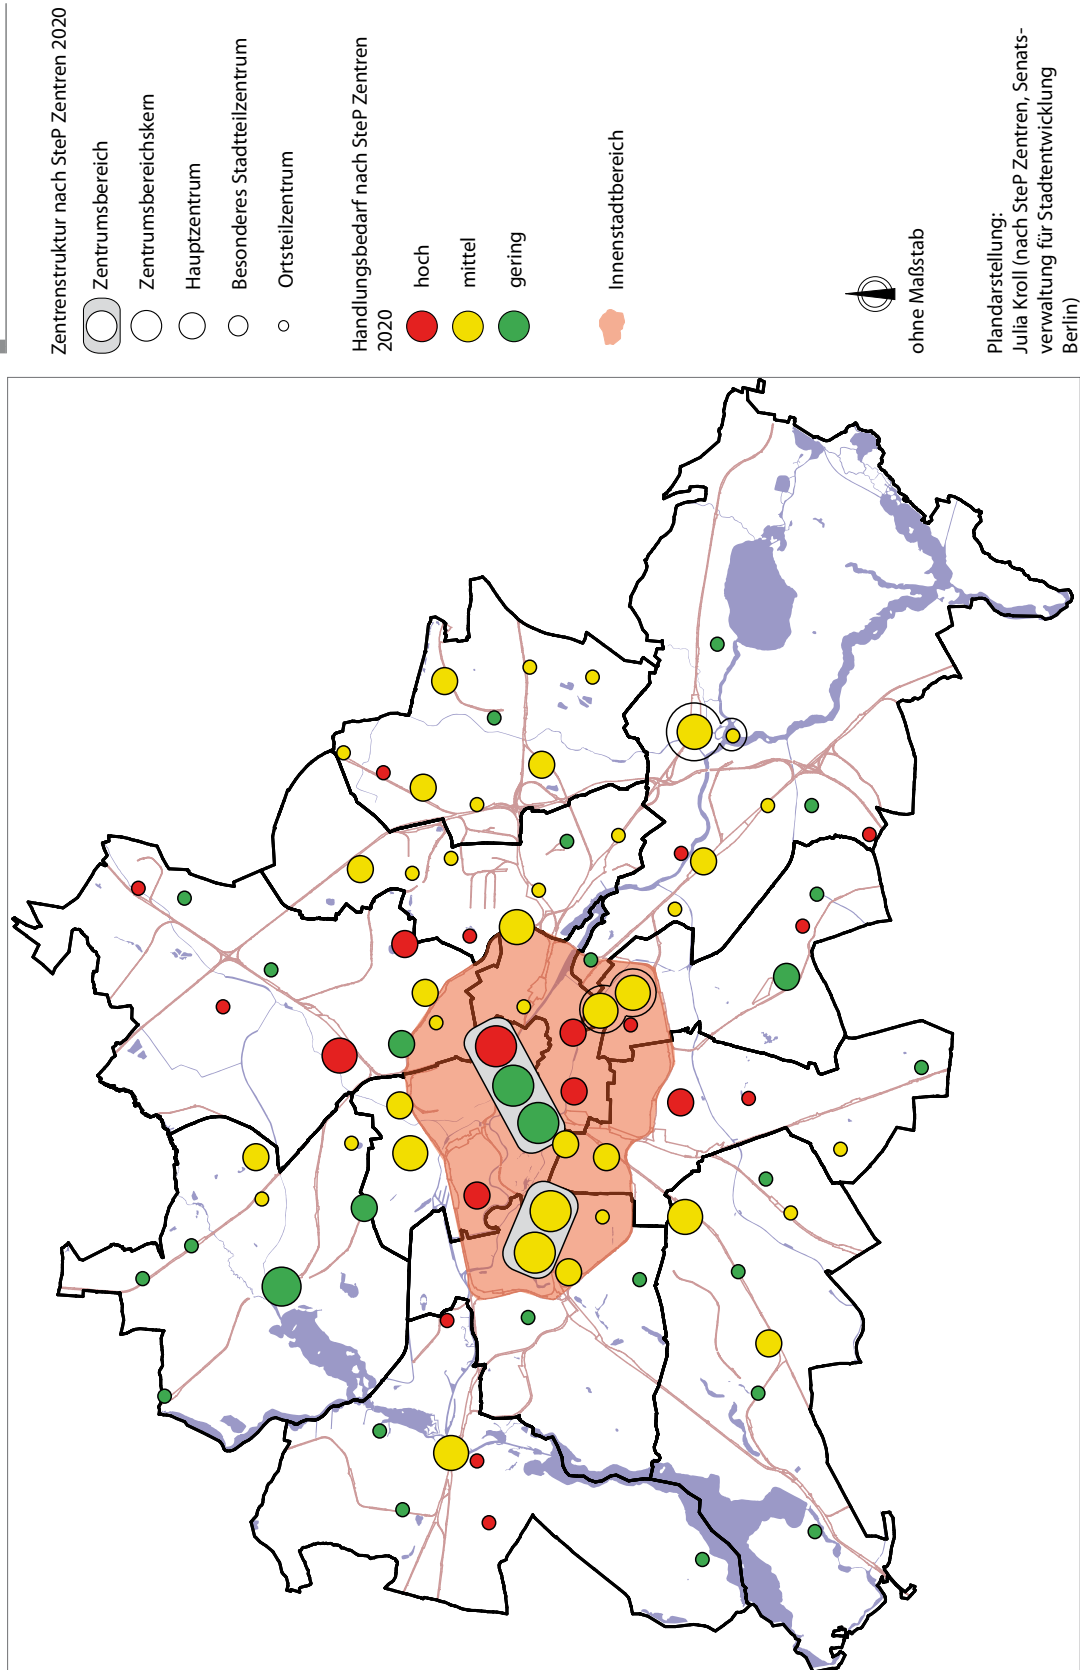 Zentrenstruktur nach SteP Zentren 2020
Zentrumsbereich
Zentrumsbereichskern
Hauptzentrum
Besonderes Stadtteilzentrum
Ortsteilzentrum
Handlungsbedarf nach SteP Zentren
2020
hoch
mittel
gering
Innenstadtbereich
ohne Maßstab
Plandarstellung:
Julia Kroll (nach SteP Zentren, Senats-
verwaltung für Stadtentwicklung
Berlin)